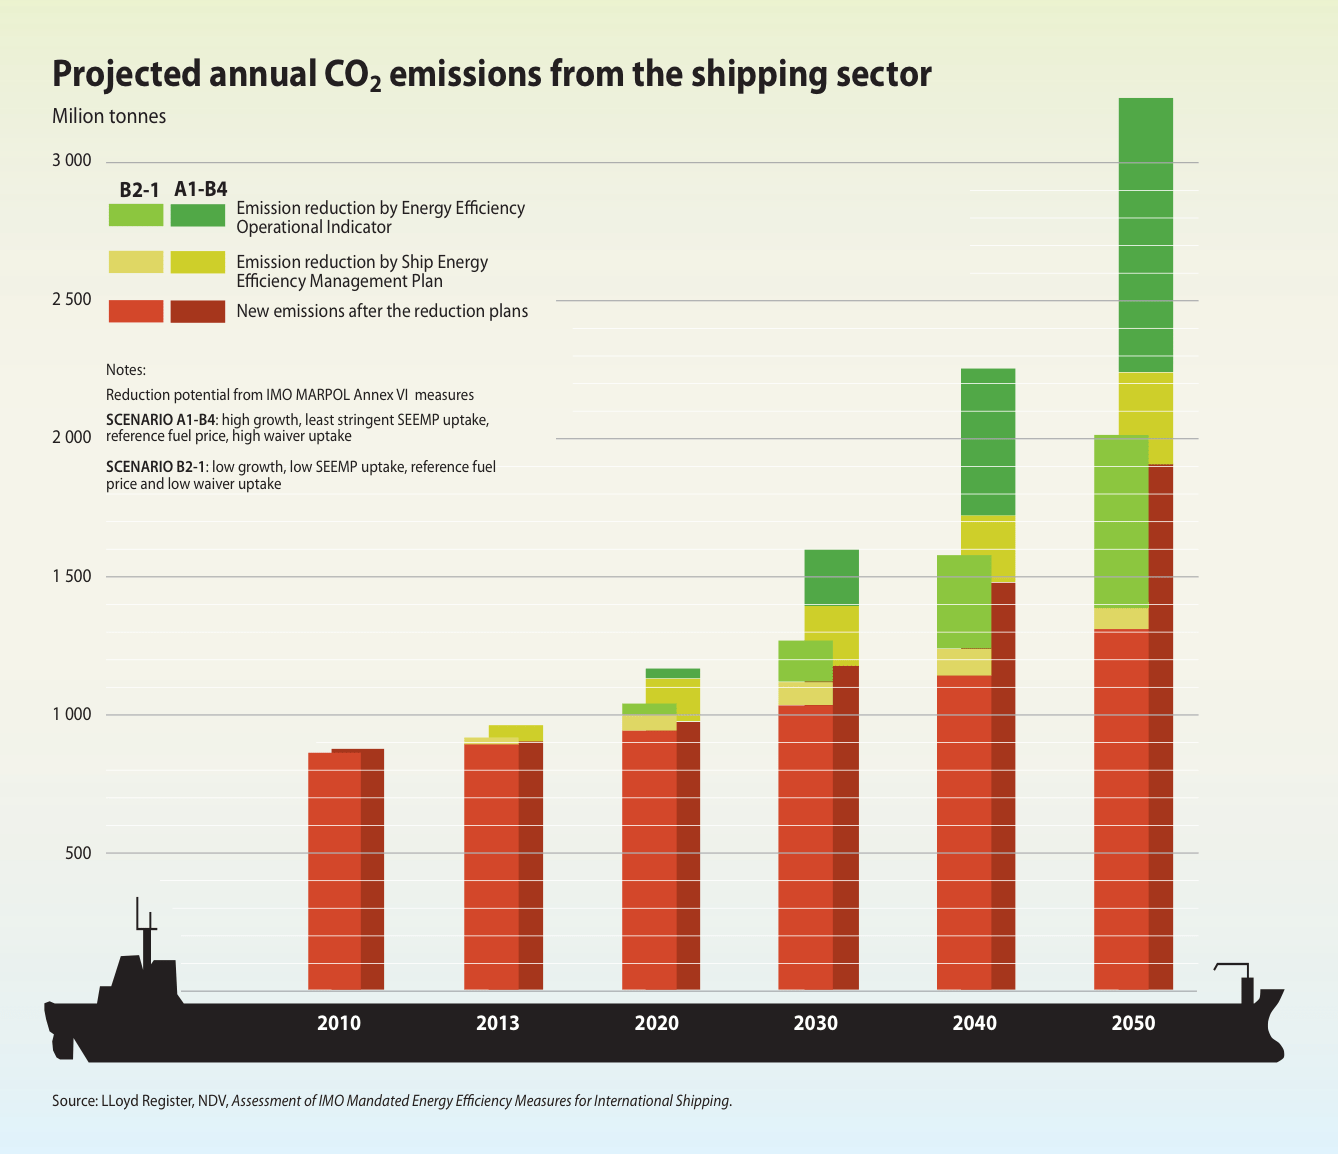 Projected annual CO₂ emissions from the shipping sector
Milion tonnes
3 000
B2-1 A1-B4
Emission reduction by Energy Efficiency
Operational Indicator
Emission reduction by Ship Energy
Efficiency Management Plan
2 500
New emissions after the reduction plans
Notes:
Reduction potential from IMO MARPOL Annex VI measures
SCENARIO A1-B4: high growth, least stringent SEEMP uptake,
reference fuel price, high waiver uptake
2 000
SCENARIO B2-1: low growth, low SEEMP uptake, reference fuel
price and low waiver uptake
1 500
1 000
500
2010 2013 2020 2030 2040 2050
Source: LLoyd Register, NDV, Assessment of IMO Mandated Energy Efficiency Measures for International Shipping.